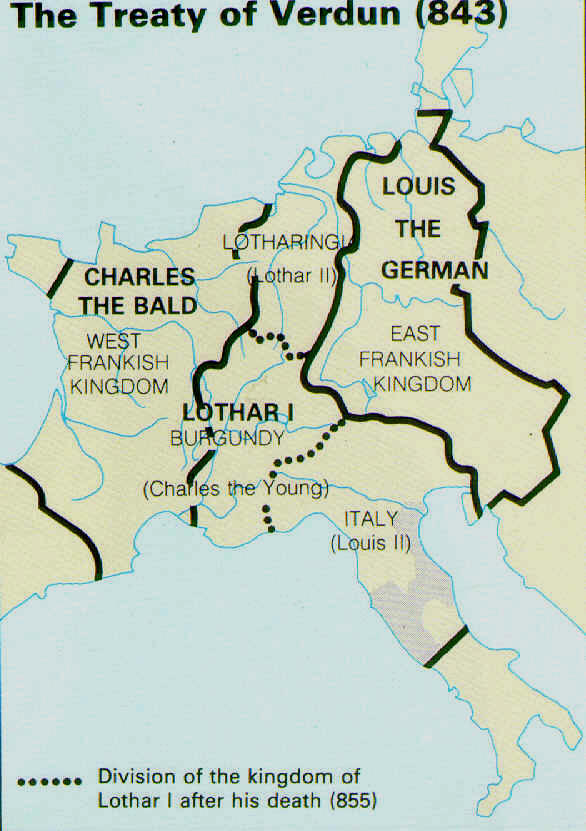 The Treaty of Verdun (843)
LOUIS
THE
GERMAN
LOTHARINGIA
(Lothar II)
CHARLES
THE BALD
WEST
FRANKISH
KINGDOM
EAST
FRANKISH
KINGDOM
LOTHAR I
BURGUNDY
(Charles the Young)
ITALY
(Louis II)
Division of the kingdom of
Lothar I after his death (855)